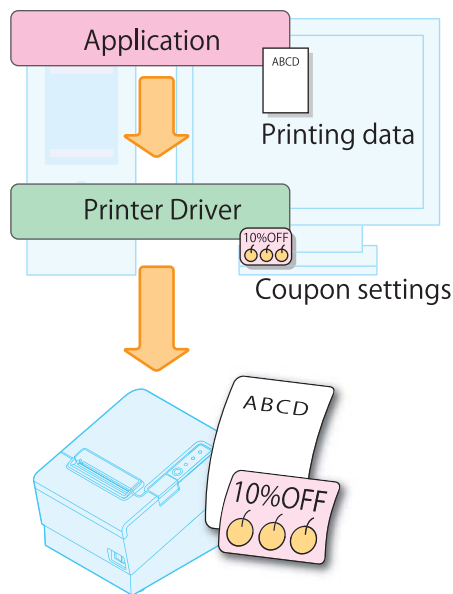 Application
ABCD
Printing data
Printer Driver
10%OFF
Coupon settings
ABCD
10%OFF